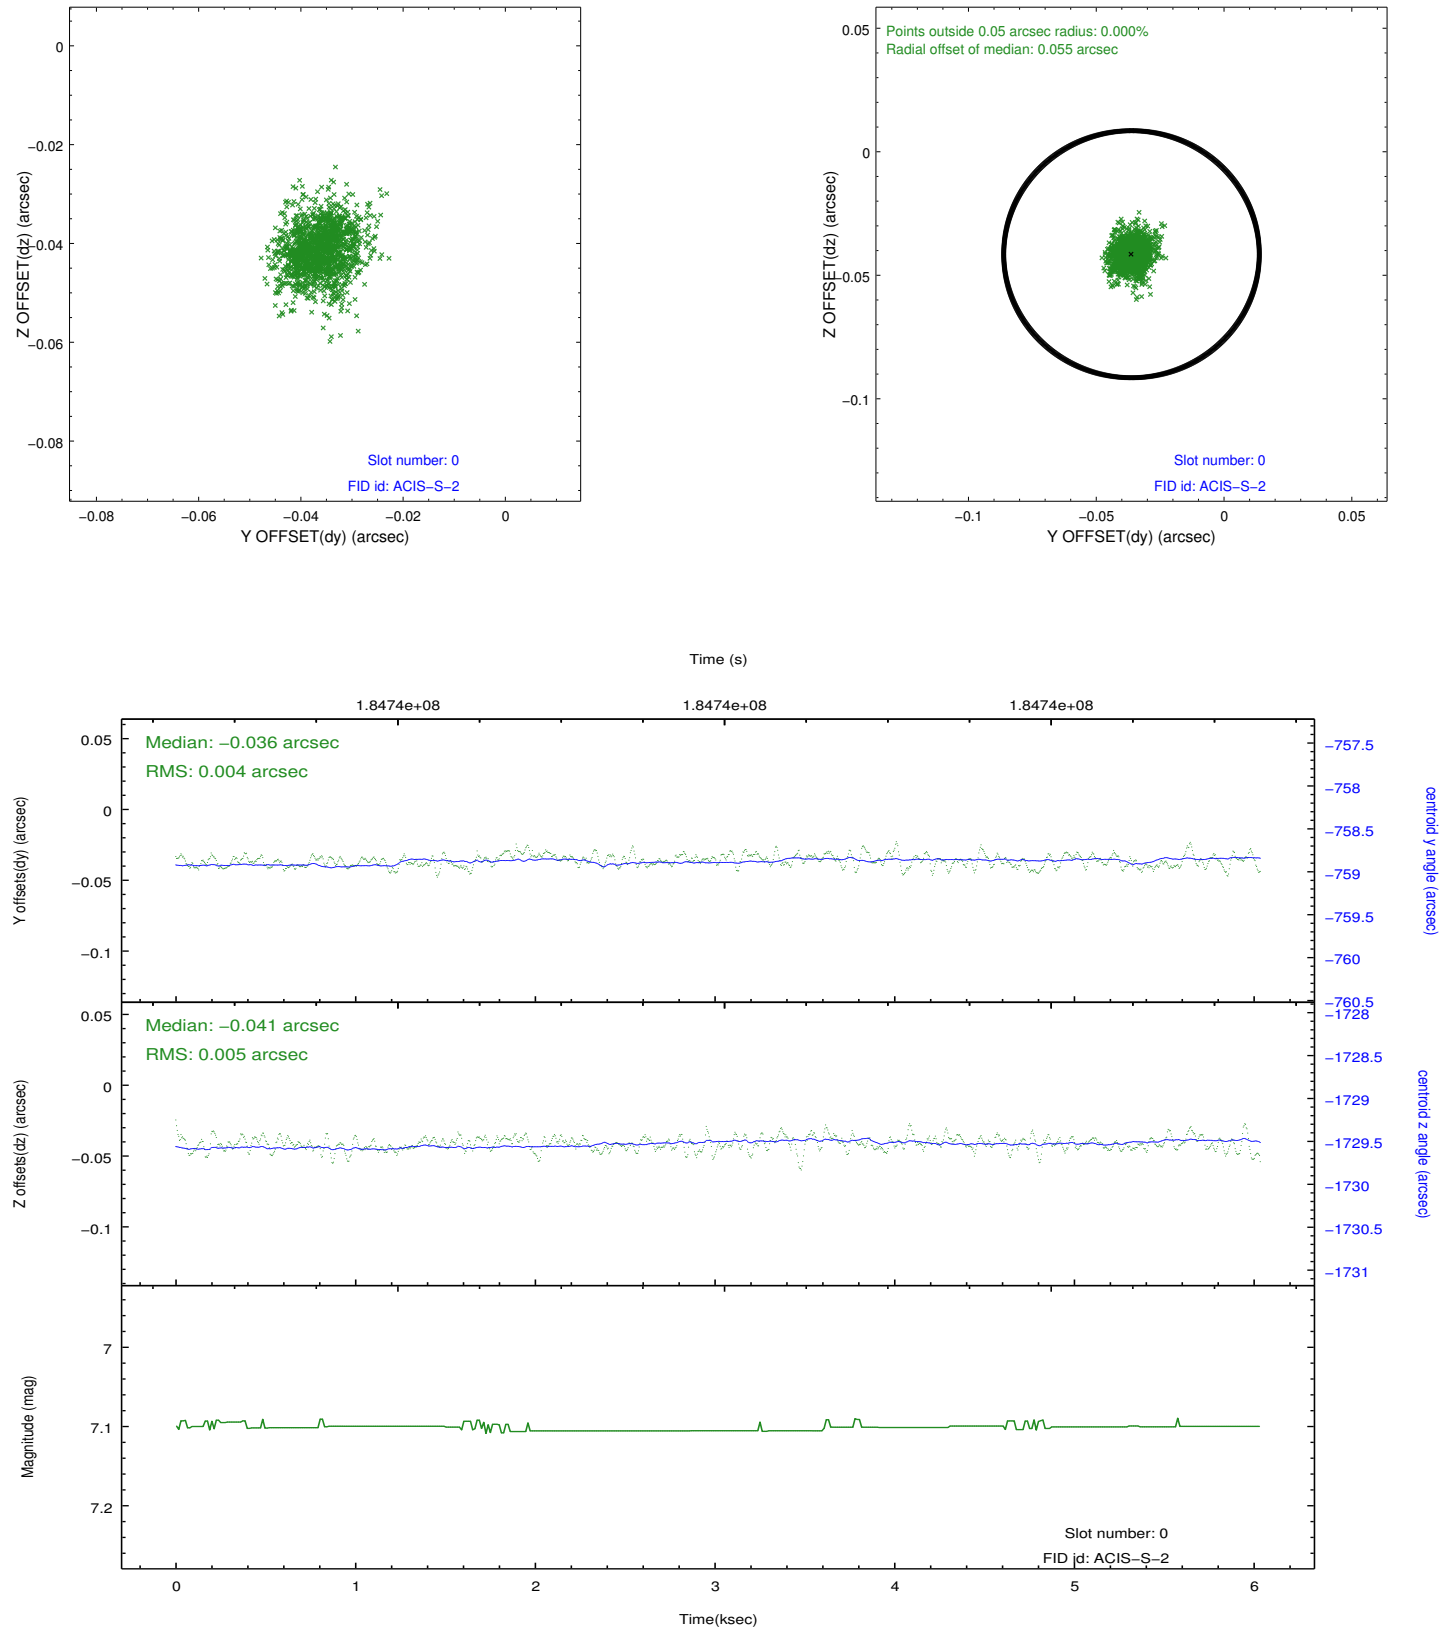 0
−0.02
−0.04
−0.06
−0.08
Z OFFSET(dz) (arcsec)
Slot number: 0
FID id: ACIS−S−2
−0.08 −0.06 −0.04 −0.02 0
Y OFFSET(dy) (arcsec)
Points outside 0.05 arcsec radius: 0.000%
Radial offset of median: 0.055 arcsec
0.05
0
−0.05
−0.1
Z OFFSET(dz) (arcsec)
Slot number: 0
FID id: ACIS−S−2
−0.1 −0.05 0 0.05
Y OFFSET(dy) (arcsec)
Time (s)
1.8474e+08 1.8474e+08 1.8474e+08
Median: −0.036 arcsec
RMS: 0.004 arcsec
0.05
0
−0.05
−0.1
Y offsets(dy) (arcsec)
−757.5
−758
−758.5
−759
−759.5
−760
−760.5
centroid y angle (arcsec)
Median: −0.041 arcsec
RMS: 0.005 arcsec
0.05
0
−0.05
−0.1
Z offsets(dz) (arcsec)
−1728
−1728.5
−1729
−1729.5
−1730
−1730.5
−1731
centroid z angle (arcsec)
7
7.1
7.2
Magnitude (mag)
Slot number: 0
FID id: ACIS−S−2
0 1 2 3 4 5 6
Time(ksec)